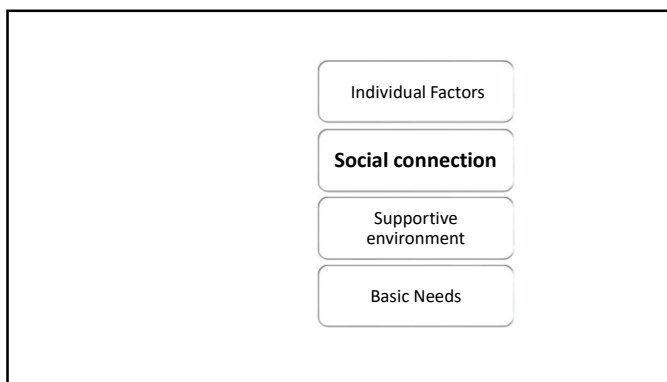 Individual Factors
Social connection
Supportive
environment
Basic Needs